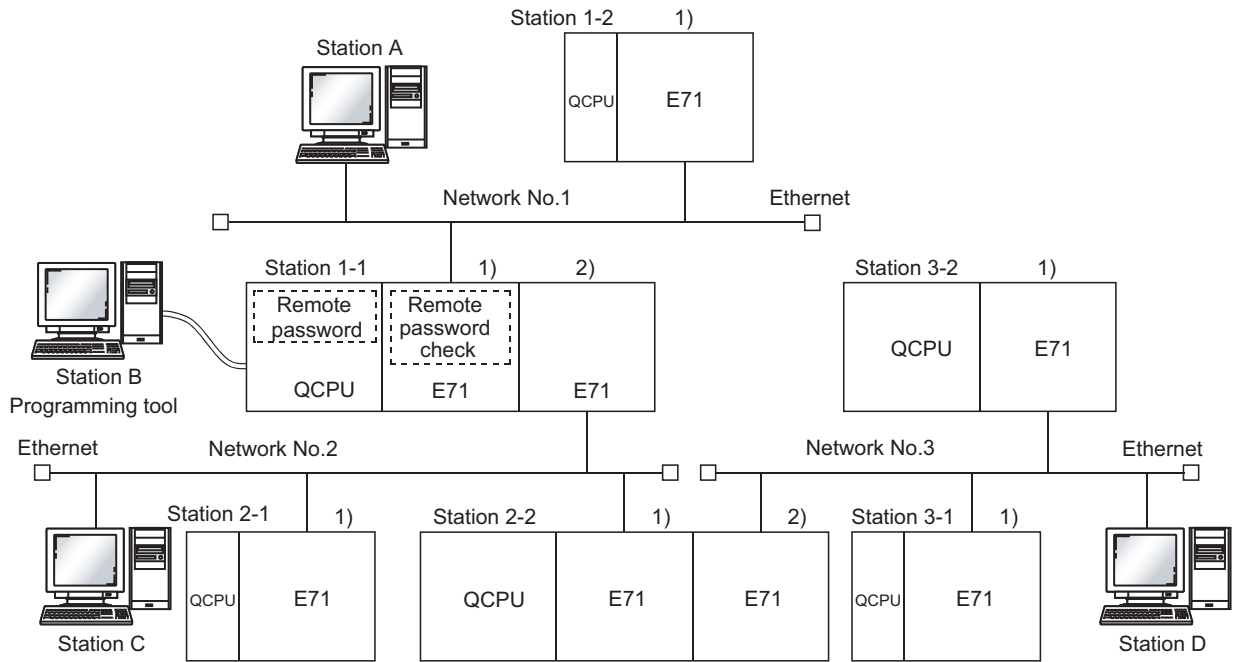 Station 1-2 1)
Station A
QCPU E71
Network No.1 Ethernet
Station 1-1 1) 2)
Station 3-2 1)
Remote
password
Remote
password
check
QCPU E71 E71
QCPU E71
Station B
Programming tool
Ethernet Network No.2
Network No.3 Ethernet
Station 2-1 1)
Station 2-2 1) 2)
Station 3-1 1)
QCPU E71
QCPU E71 E71
QCPU E71
Station C
Station D